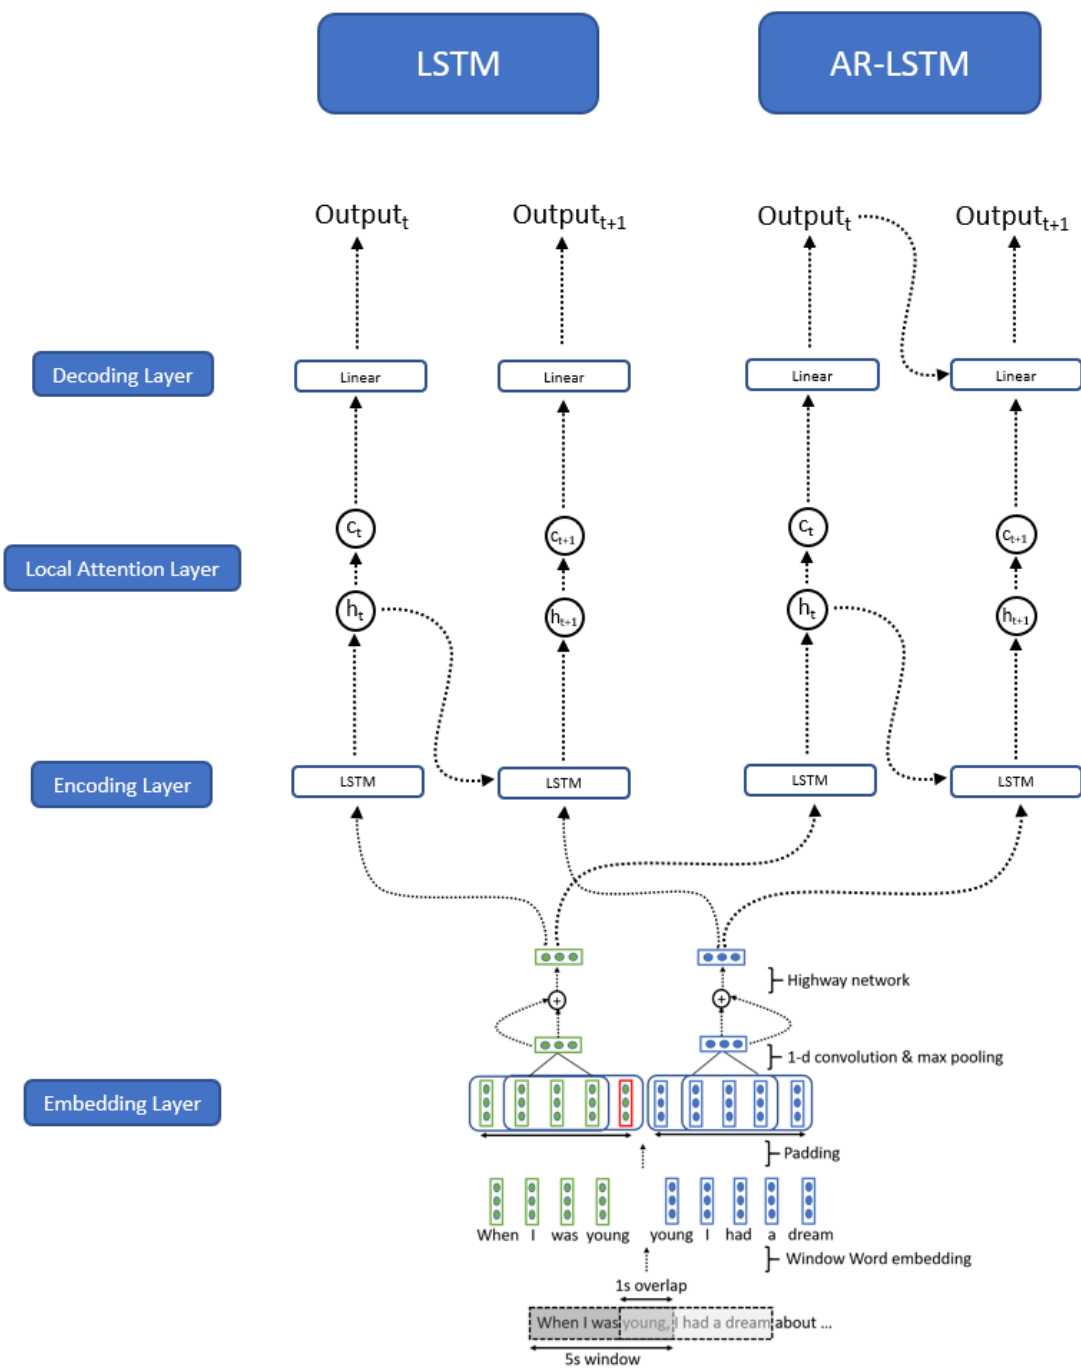 LSTM AR-LSTM
Output_t Output_t+1 Output_t Output_t+1
Decoding Layer Linear Linear Linear Linear
c_t c_t+1 c_t c_t+1
Local Attention Layer
h_t h_t+1 h_t h_t+1
Encoding Layer LSTM LSTM LSTM LSTM
Highway network
+ +
1-d convolution & max pooling
Embedding Layer
Padding
When I was young young I had a dream
Window Word embedding
1s overlap
When I was young, I had a dream about ...
5s window